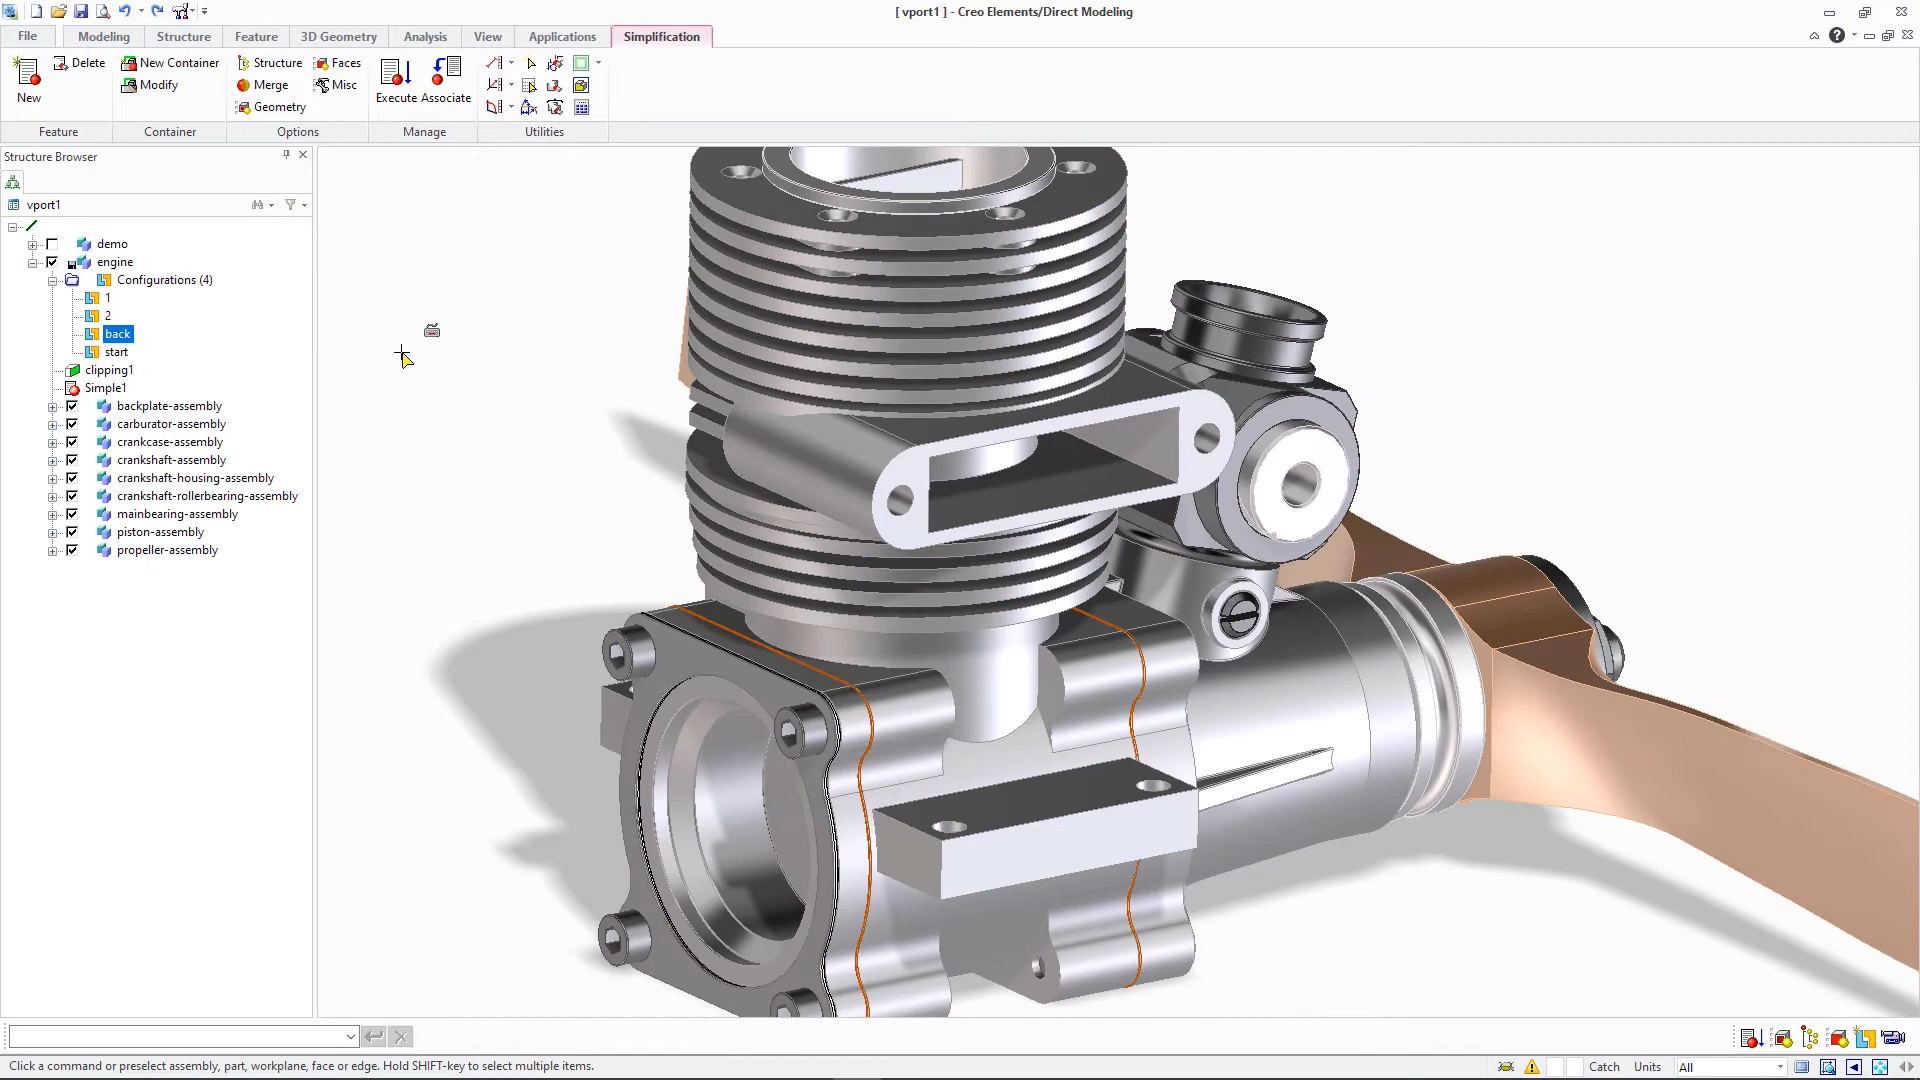 [ vport1 ] - Creo Elements/Direct Modeling
File Modeling Structure Feature 3D Geometry Analysis View Applications Simplification
New
Delete
New Container
Modify
Structure
Merge
Geometry
Faces
Misc
Execute
Associate
Feature Container Options Manage Utilities
Structure Browser
vport1
demo
engine
Configurations (4)
1
2
back
start
clipping1
Simple1
backplate-assembly
carburator-assembly
crankcase-assembly
crankshaft-assembly
crankshaft-housing-assembly
crankshaft-rollerbearing-assembly
mainbearing-assembly
piston-assembly
propeller-assembly
Click a command or preselect assembly, part, workplane, face or edge. Hold SHIFT-key to select multiple items.
Catch Units All